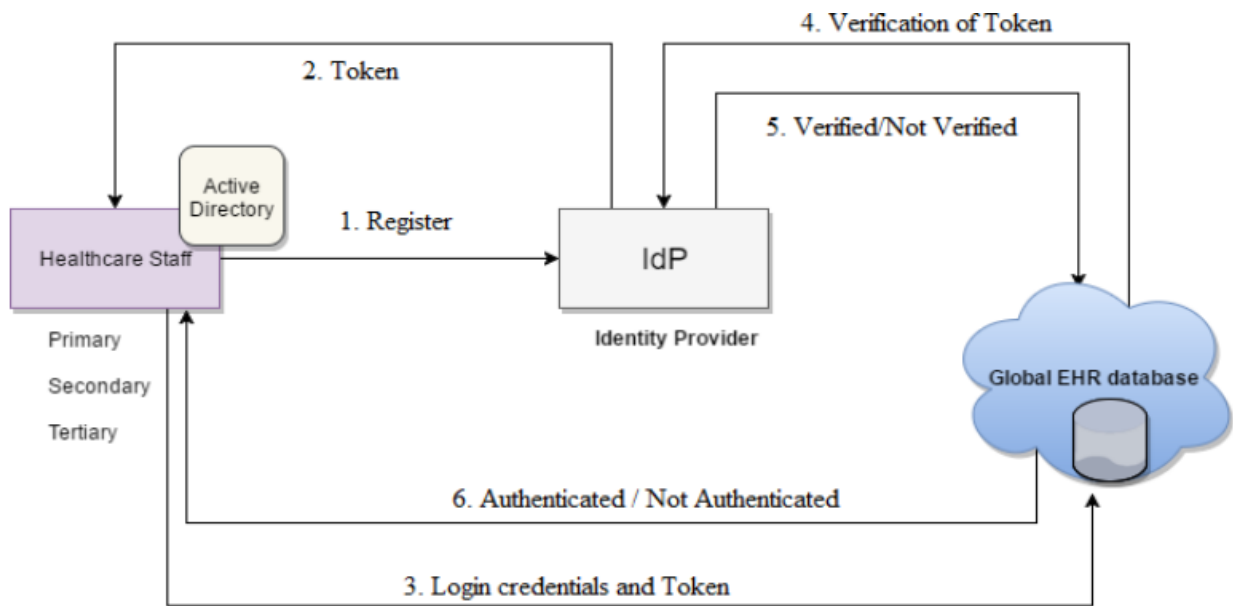 4. Verification of Token
2. Token
5. Verified/Not Verified
Active
Directory
1. Register
Healthcare Staff
IdP
Primary
Identity Provider
Secondary
Global EHR database
Tertiary
6. Authenticated / Not Authenticated
3. Login credentials and Token